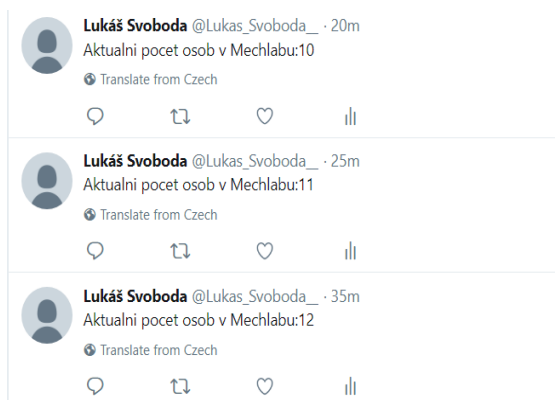 Lukáš Svoboda @Lukas_Svoboda__ · 20m
Aktualni pocet osob v Mechlabu:10
Translate from Czech
Lukáš Svoboda @Lukas_Svoboda__ · 25m
Aktualni pocet osob v Mechlabu:11
Translate from Czech
Lukáš Svoboda @Lukas_Svoboda__ · 35m
Aktualni pocet osob v Mechlabu:12
Translate from Czech